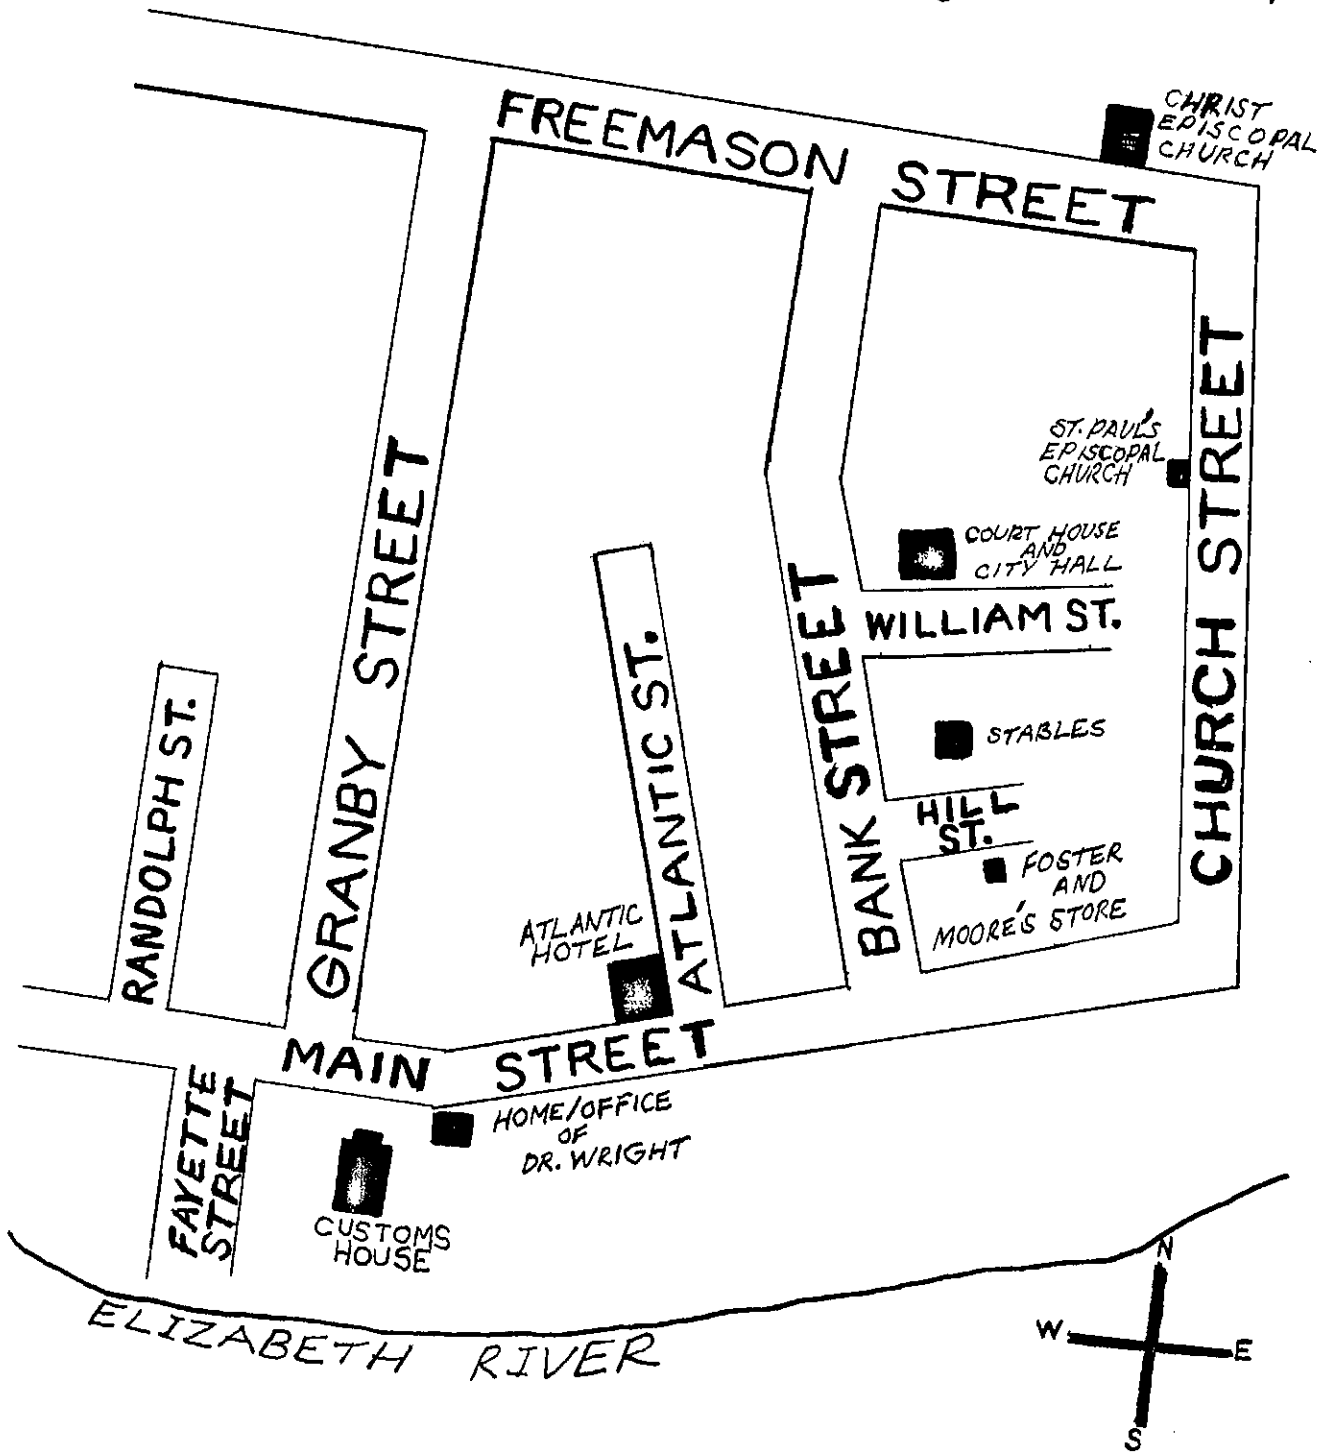 CHRIST
EPISCOPAL
CHURCH
FREEMASON STREET
ST. PAUL'S
EPISCOPAL
CHURCH
CHURCH STREET
COURT HOUSE
AND
CITY HALL
WILLIAM ST.
GRANBY STREET
ATLANTIC ST.
BANK STREET
STABLES
HILL
ST.
RANDOLPH ST.
FOSTER
AND
MOORE'S STORE
ATLANTIC
HOTEL
MAIN STREET
FAYETTE
STREET
HOME/OFFICE
OF
DR. WRIGHT
CUSTOMS
HOUSE
ELIZABETH RIVER
N
W E
S